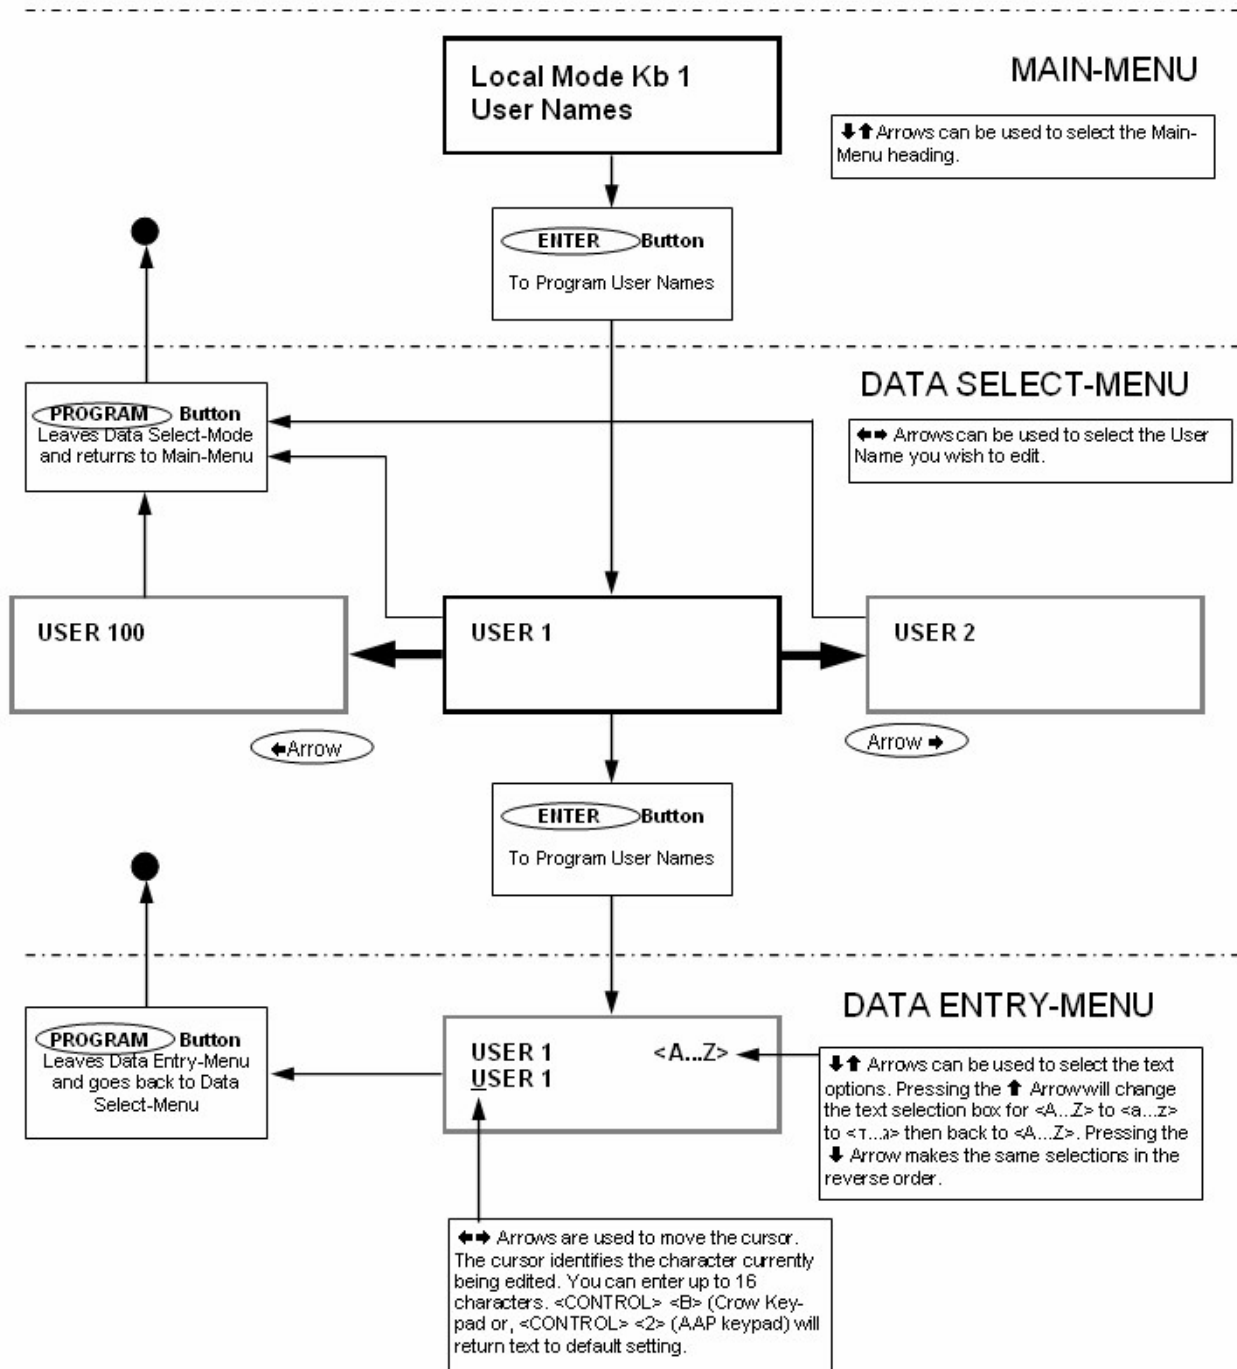 Local Mode Kb 1
User Names
MAIN-MENU
⬇⬆ Arrows can be used to select the Main-
Menu heading.
ENTER Button
To Program User Names
DATA SELECT-MENU
PROGRAM Button
Leaves Data Select-Mode
and returns to Main-Menu
⬅➡ Arrows can be used to select the User
Name you wish to edit.
USER 100
USER 1
USER 2
⬅Arrow
Arrow ➡
ENTER Button
To Program User Names
DATA ENTRY-MENU
PROGRAM Button
Leaves Data Entry-Menu
and goes back to Data
Select-Menu
USER 1 <A...Z>
USER 1
⬇⬆ Arrows can be used to select the text
options. Pressing the ⬆ Arrow will change
the text selection box for <A...Z> to <a...z>
to <ד...ג> then back to <A...Z>. Pressing the
⬇ Arrow makes the same selections in the
reverse order.
⬅➡ Arrows are used to move the cursor.
The cursor identifies the character currently
being edited. You can enter up to 16
characters. <CONTROL> <B> (Crow Key-
pad or, <CONTROL> <2> (AAP keypad) will
return text to default setting.